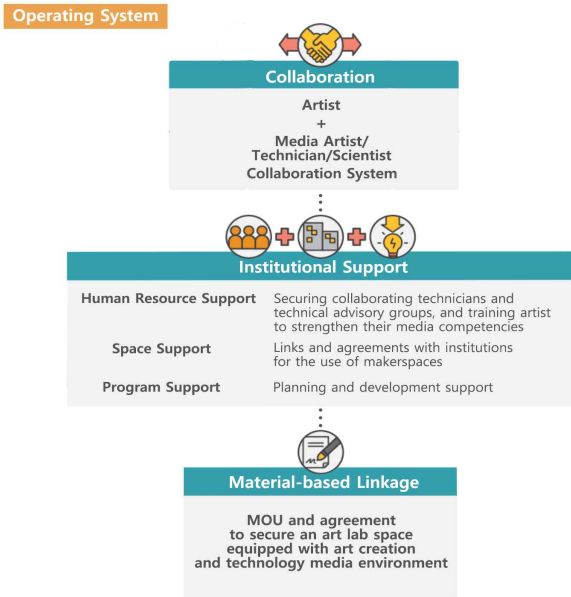 Operating System
Collaboration
Artist
+
Media Artist/
Technician/Scientist
Collaboration System
Institutional Support
Human Resource Support
Securing collaborating technicians and
technical advisory groups, and training artist
to strengthen their media competencies
Space Support
Links and agreements with institutions
for the use of makerspaces
Program Support
Planning and development support
Material-based Linkage
MOU and agreement
to secure an art lab space
equipped with art creation
and technology media environment